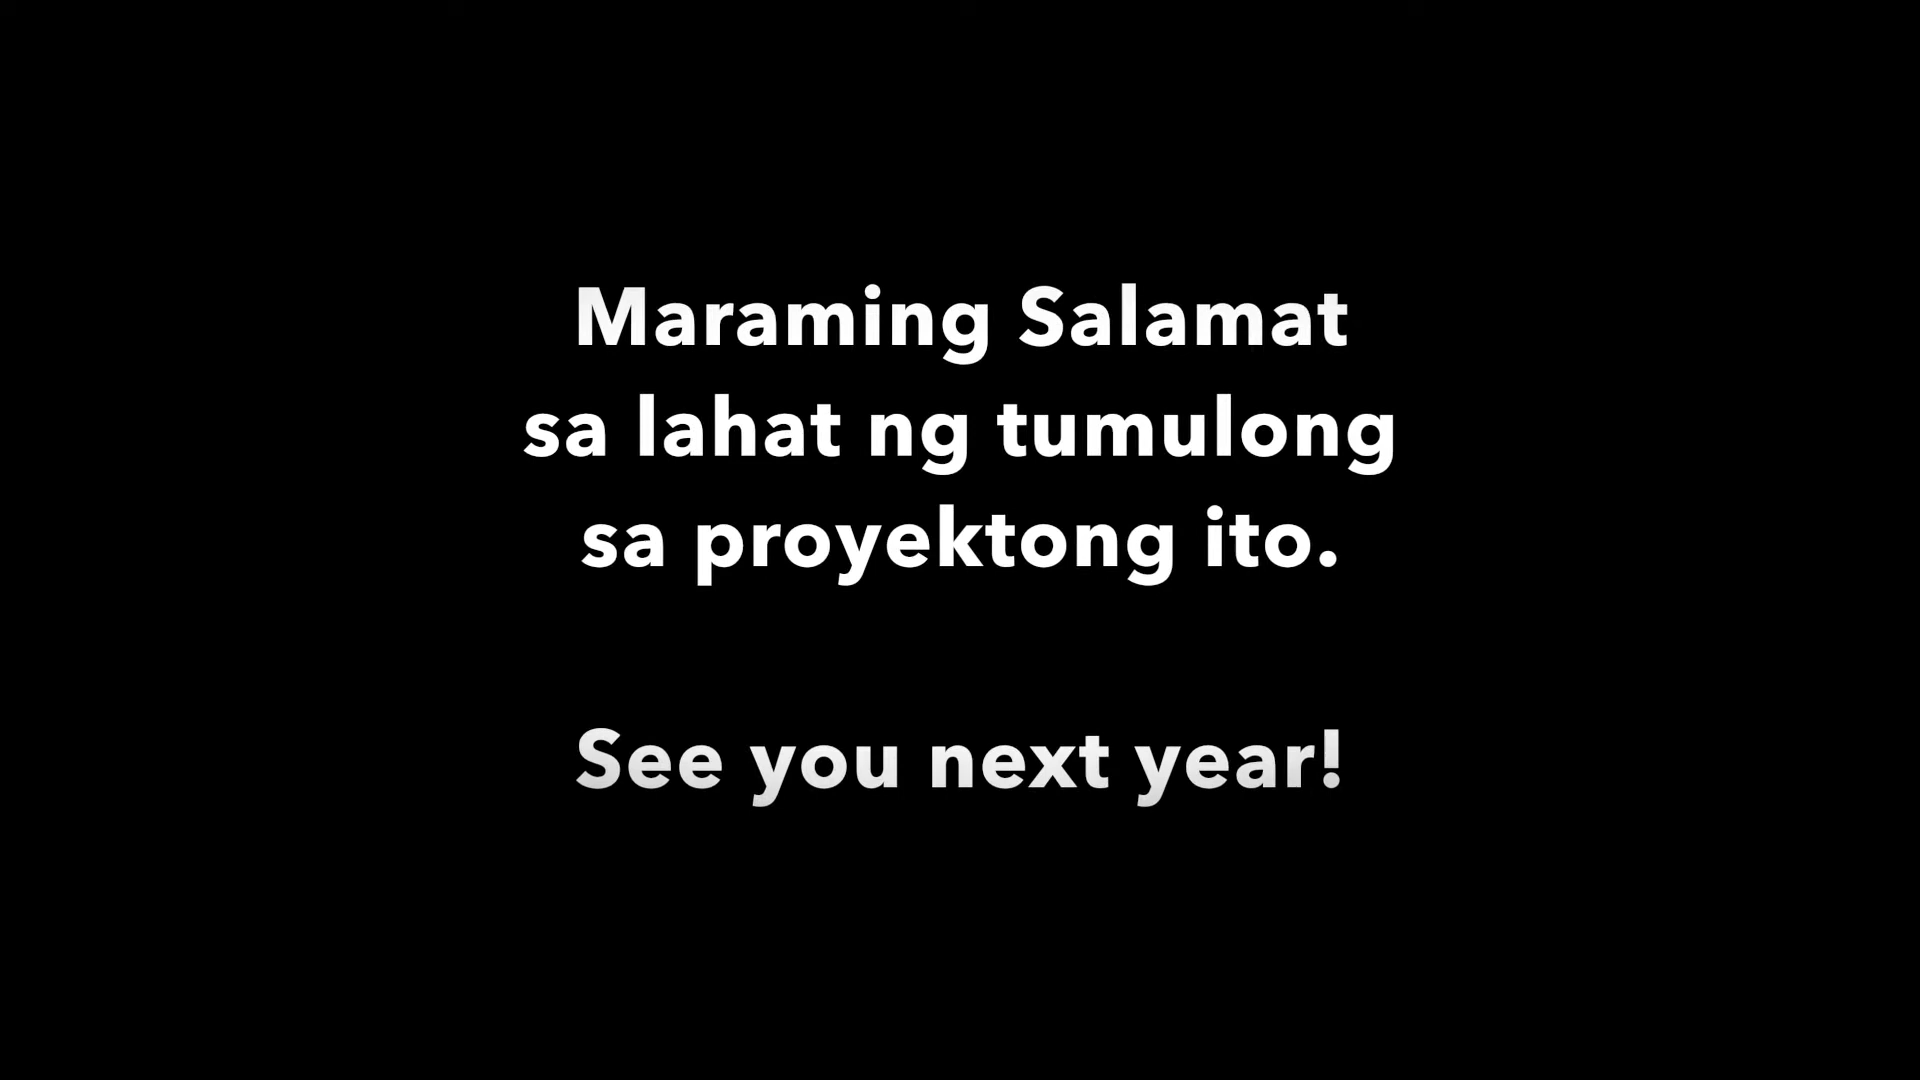 Maraming Salamat
sa lahat ng tumulong
sa proyektong ito.
See you next year!